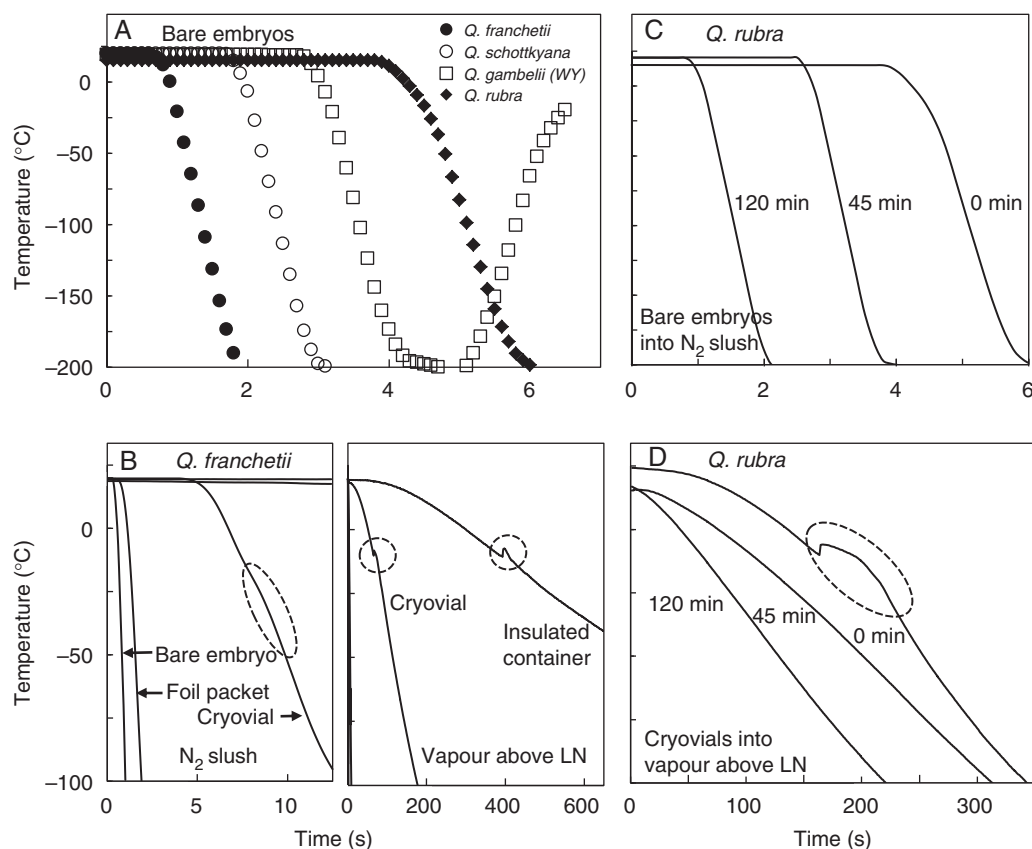 A
Bare embryos
Q. franchetii
Q. schottkyana
Q. gambelii (WY)
Q. rubra
Temperature (°C)
0
–50
–100
–150
–200
0
2
4
6
C
Q. rubra
120 min
45 min
0 min
Bare embryos
into N2 slush
0
2
4
6
B
Q. franchetii
Temperature (°C)
0
–50
–100
Bare embryo
Foil packet
Cryovial
N2 slush
0
5
10
Cryovial
Insulated
container
Vapour above LN
0
200
400
600
Time (s)
D
Q. rubra
120 min
45 min
0 min
Cryovials into
vapour above LN
0
100
200
300
Time (s)